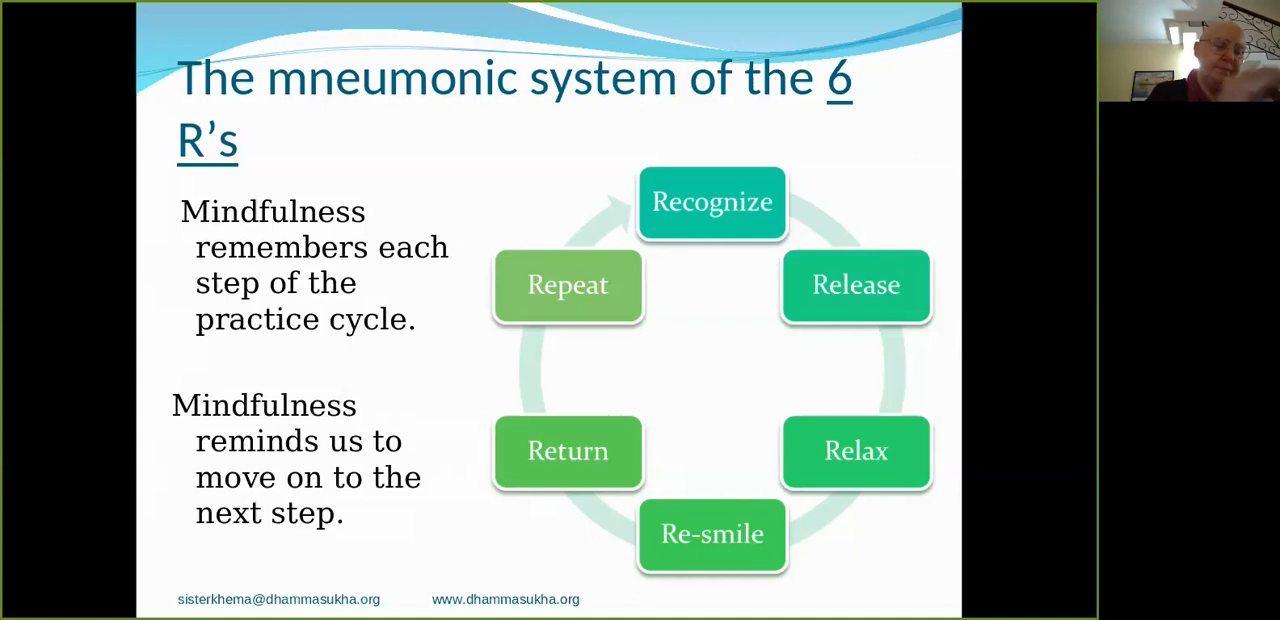 The mneumonic system of the 6
R’s
Mindfulness
remembers each
step of the
practice cycle.
Mindfulness
reminds us to
move on to the
next step.
Recognize
Release
Relax
Re-smile
Return
Repeat
sisterkhema@dhammasukha.org www.dhammasukha.org